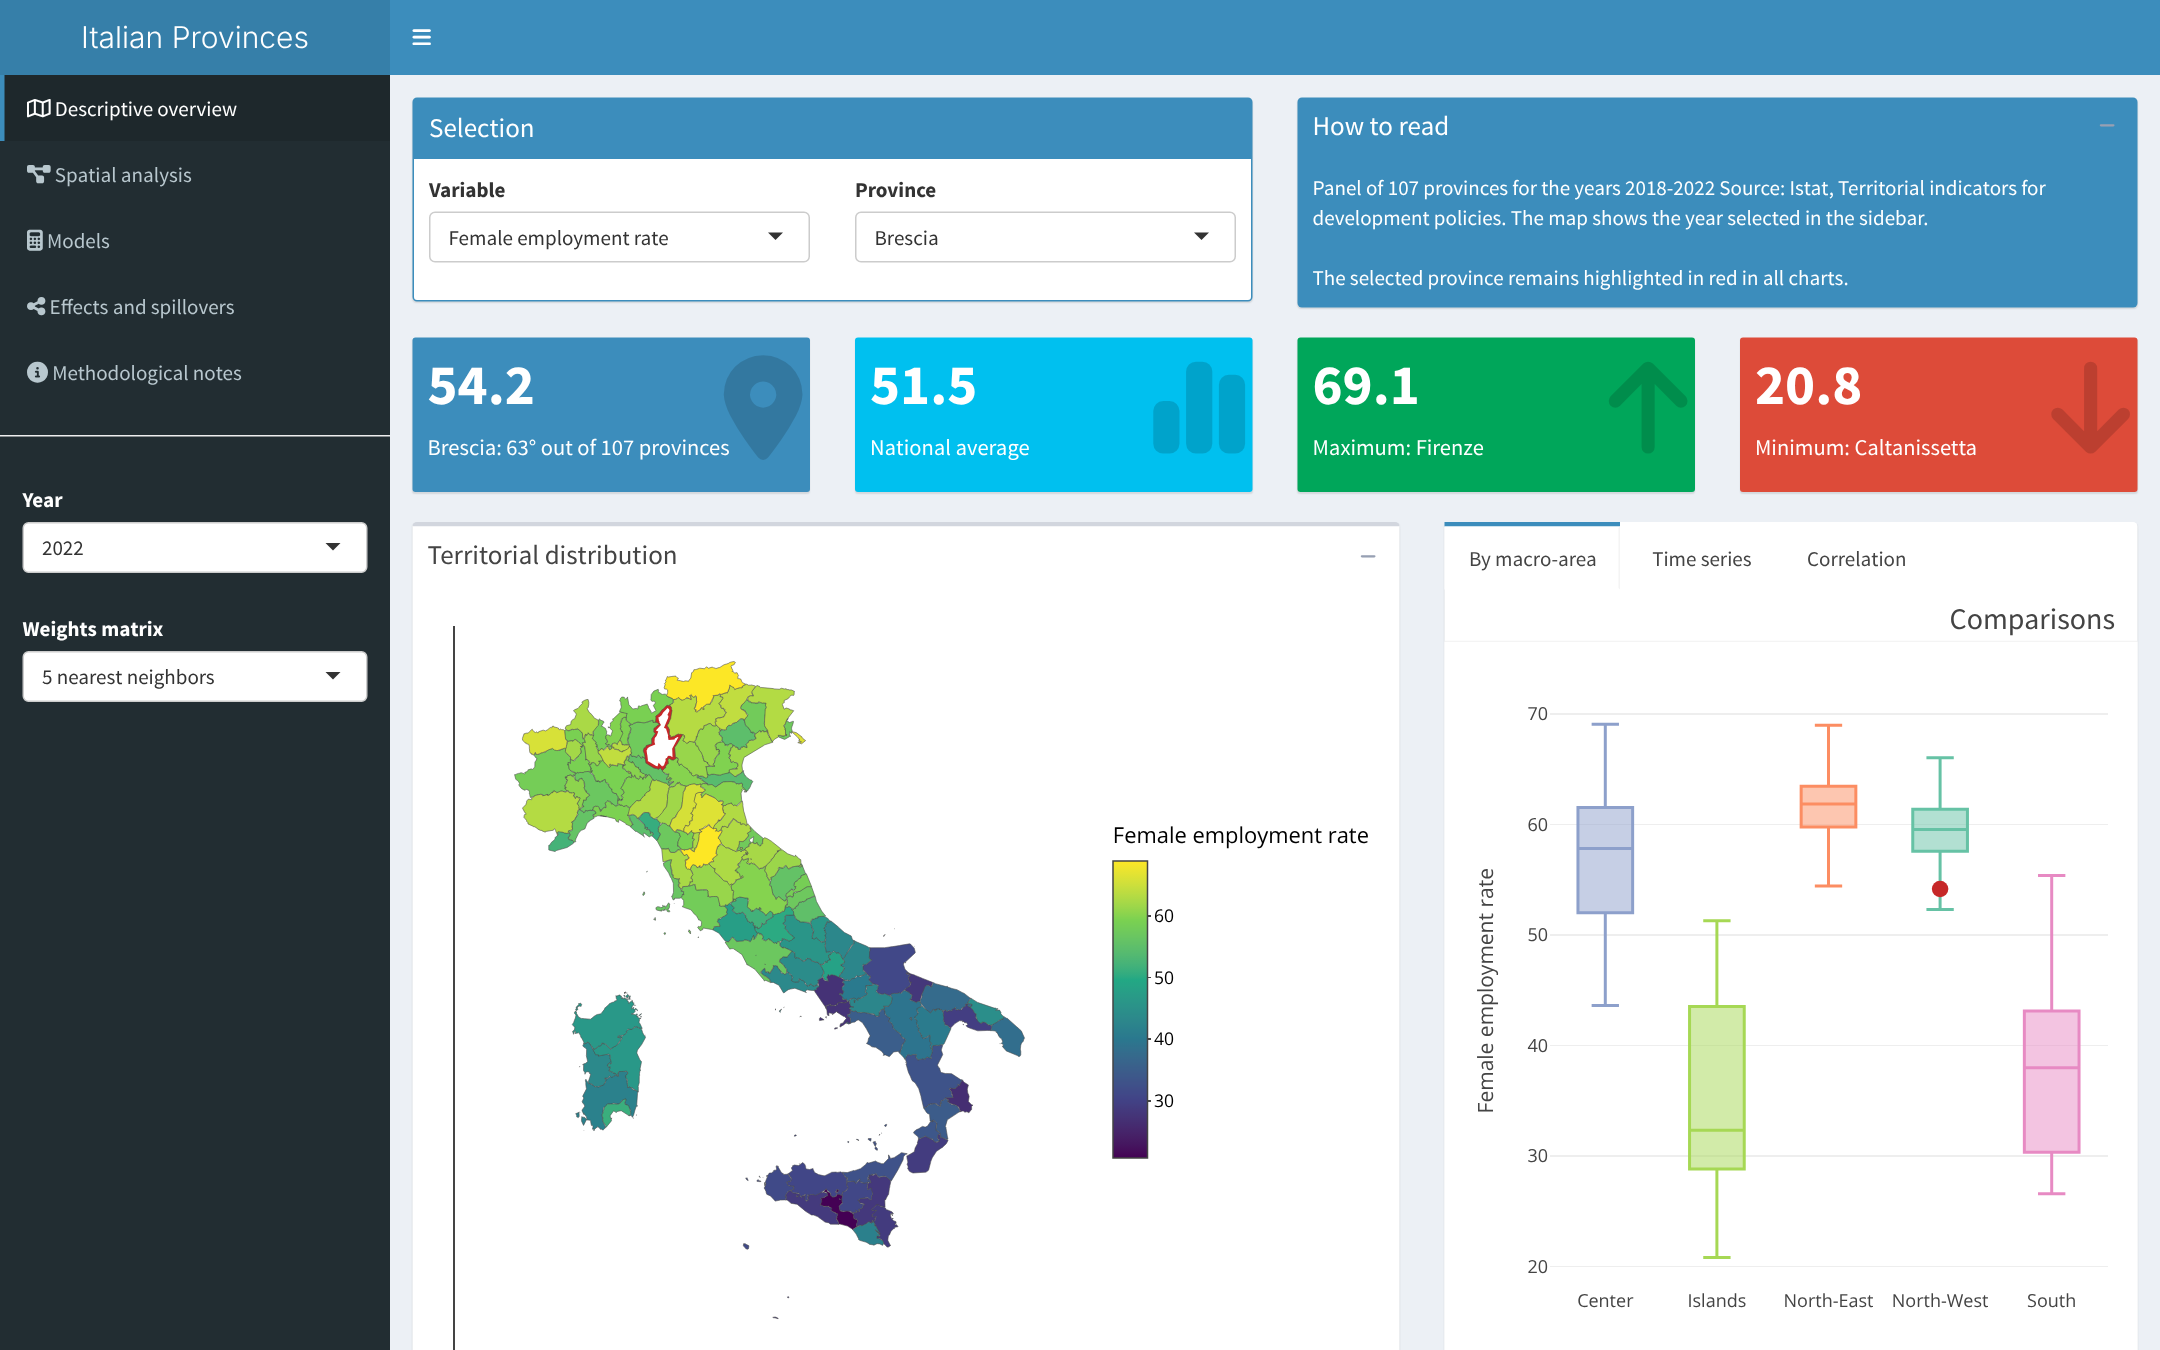 Italian Provinces
Descriptive overview
Spatial analysis
Models
Effects and spillovers
Methodological notes
Year
2022
Weights matrix
5 nearest neighbors
Selection
Variable
Province
Female employment rate
Brescia
How to read
Panel of 107 provinces for the years 2018-2022 Source: Istat, Territorial indicators for
development policies. The map shows the year selected in the sidebar.
The selected province remains highlighted in red in all charts.
54.2
Brescia: 63° out of 107 provinces
51.5
National average
69.1
Maximum: Firenze
20.8
Minimum: Caltanissetta
Territorial distribution
Female employment rate
60
50
40
30
By macro-area
Time series
Correlation
Comparisons
Female employment rate
70
60
50
40
30
20
Center
Islands
North-East
North-West
South